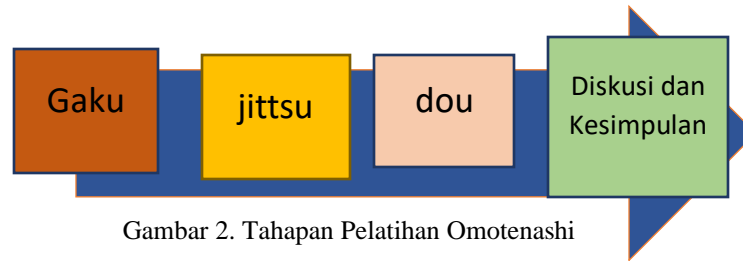 Gaku
jittsu
dou
Diskusi dan
Kesimpulan
Gambar 2. Tahapan Pelatihan Omotenashi